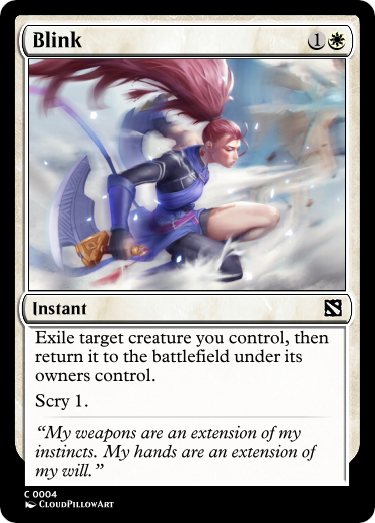 Blink 1
Instant
Exile target creature you control, then
return it to the battlefield under its
owners control.
Scry 1.
“My weapons are an extension of my
instincts. My hands are an extension of
my will.”
C 0004
CloudPillowArt